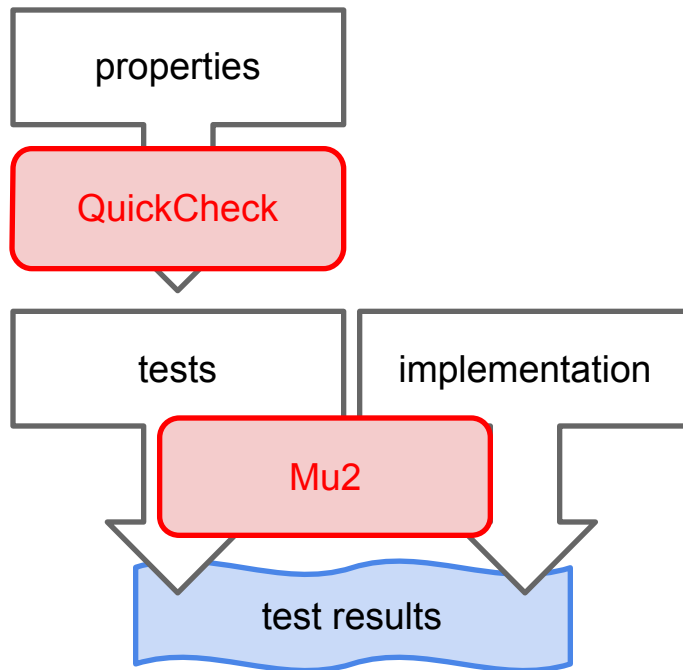 properties
QuickCheck
tests
implementation
Mu2
test results